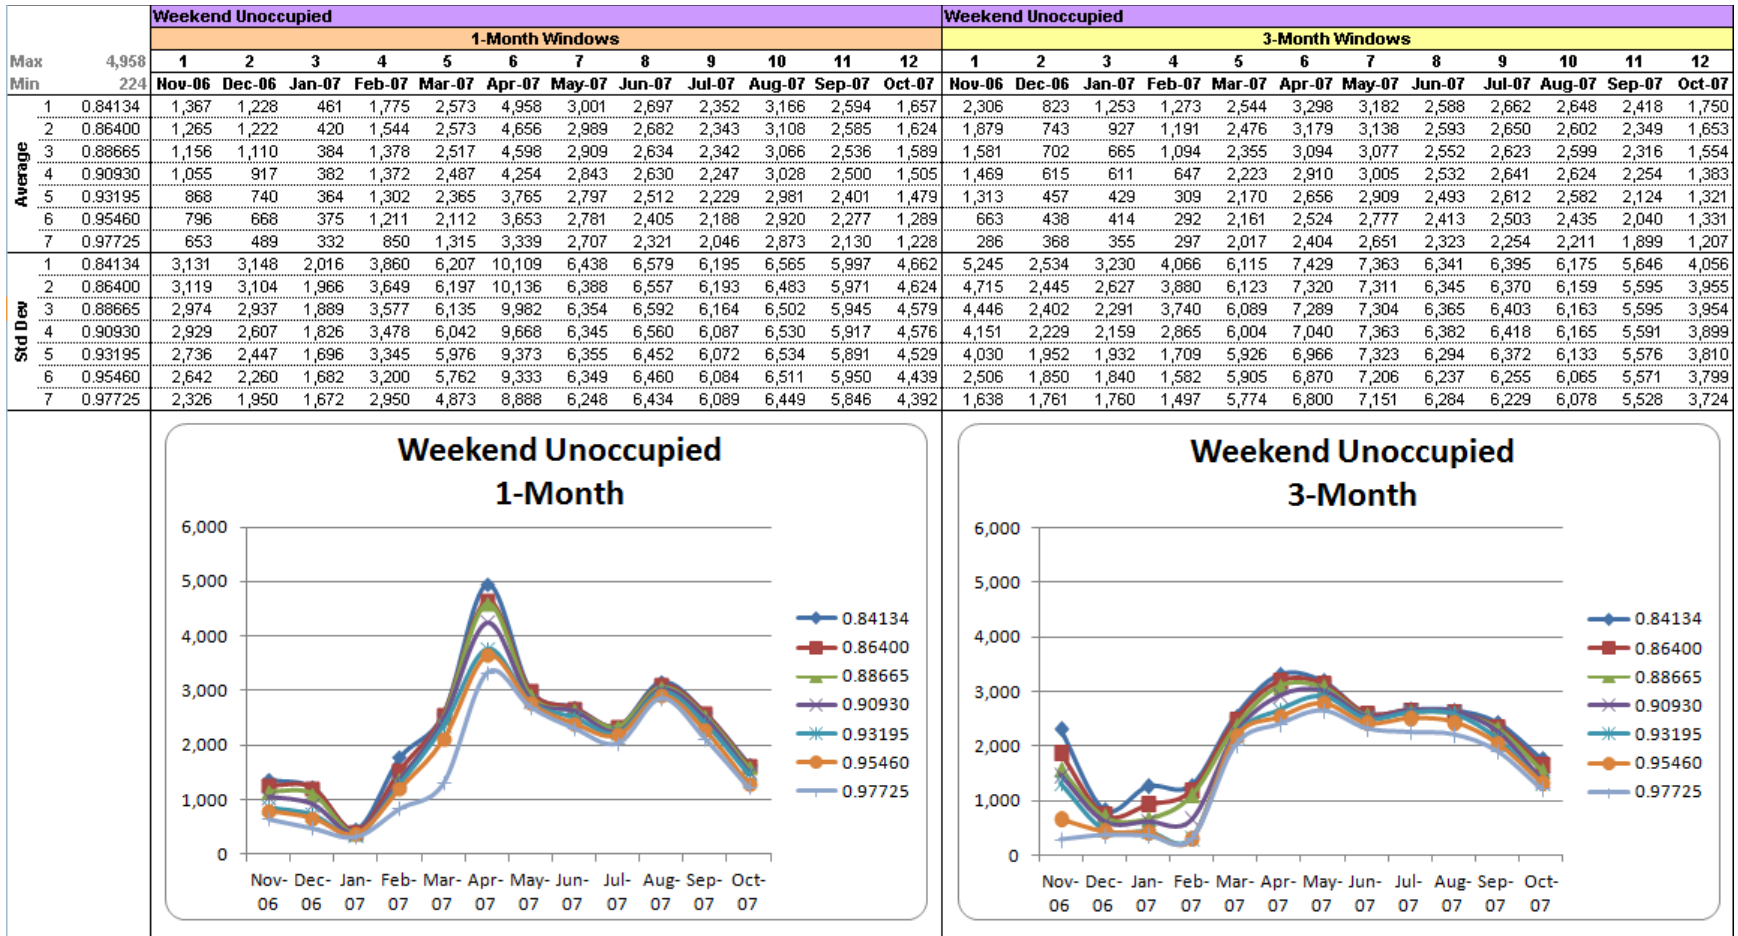 Weekend Unoccupied Weekend Unoccupied
1-Month Windows 3-Month Windows
Max 4,958 1 2 3 4 5 6 7 8 9 10 11 12 1 2 3 4 5 6 7 8 9 10 11 12
Min 224 Nov-06 Dec-06 Jan-07 Feb-07 Mar-07 Apr-07 May-07 Jun-07 Jul-07 Aug-07 Sep-07 Oct-07 Nov-06 Dec-06 Jan-07 Feb-07 Mar-07 Apr-07 May-07 Jun-07 Jul-07 Aug-07 Sep-07 Oct-07
Average
1 0.84134 1,367 1,228 461 1,775 2,573 4,958 3,001 2,697 2,352 3,166 2,594 1,657 2,306 823 1,253 1,273 2,544 3,298 3,182 2,588 2,662 2,648 2,418 1,750
2 0.86400 1,265 1,222 420 1,544 2,573 4,656 2,989 2,682 2,343 3,108 2,585 1,624 1,879 743 927 1,191 2,476 3,179 3,138 2,593 2,650 2,602 2,349 1,653
3 0.88665 1,156 1,110 384 1,378 2,517 4,598 2,909 2,634 2,342 3,066 2,536 1,589 1,581 702 665 1,094 2,355 3,094 3,077 2,552 2,623 2,599 2,316 1,554
4 0.90930 1,055 917 382 1,372 2,487 4,254 2,843 2,630 2,247 3,028 2,500 1,505 1,469 615 611 647 2,223 2,910 3,005 2,532 2,641 2,624 2,254 1,383
5 0.93195 868 740 364 1,302 2,365 3,765 2,797 2,512 2,229 2,981 2,401 1,479 1,313 457 429 309 2,170 2,656 2,909 2,493 2,612 2,582 2,124 1,321
6 0.95460 796 668 375 1,211 2,112 3,653 2,781 2,405 2,188 2,920 2,277 1,289 663 438 414 292 2,161 2,524 2,777 2,413 2,503 2,435 2,040 1,331
7 0.97725 653 489 332 850 1,315 3,339 2,707 2,321 2,046 2,873 2,130 1,228 286 368 355 297 2,017 2,404 2,651 2,323 2,254 2,211 1,899 1,207
Std Dev
1 0.84134 3,131 3,148 2,016 3,860 6,207 10,109 6,438 6,579 6,195 6,565 5,997 4,662 5,245 2,534 3,230 4,066 6,115 7,429 7,363 6,341 6,395 6,175 5,646 4,056
2 0.86400 3,119 3,104 1,966 3,649 6,197 10,136 6,388 6,557 6,193 6,483 5,971 4,624 4,715 2,445 2,627 3,880 6,123 7,320 7,311 6,345 6,370 6,159 5,595 3,955
3 0.88665 2,974 2,937 1,889 3,577 6,135 9,982 6,354 6,592 6,164 6,502 5,945 4,579 4,446 2,402 2,291 3,740 6,089 7,289 7,304 6,365 6,403 6,163 5,595 3,954
4 0.90930 2,929 2,607 1,826 3,478 6,042 9,668 6,345 6,560 6,087 6,530 5,917 4,576 4,151 2,229 2,159 2,865 6,004 7,040 7,363 6,382 6,418 6,165 5,591 3,899
5 0.93195 2,736 2,447 1,696 3,345 5,976 9,373 6,355 6,452 6,072 6,534 5,891 4,529 4,030 1,952 1,932 1,709 5,926 6,966 7,323 6,294 6,372 6,133 5,576 3,810
6 0.95460 2,642 2,260 1,682 3,200 5,762 9,333 6,349 6,460 6,084 6,511 5,950 4,439 2,506 1,850 1,840 1,582 5,905 6,870 7,206 6,237 6,255 6,065 5,571 3,799
7 0.97725 2,326 1,950 1,672 2,950 4,873 8,888 6,248 6,434 6,089 6,449 5,846 4,392 1,638 1,761 1,760 1,497 5,774 6,800 7,151 6,284 6,229 6,078 5,528 3,724
Weekend Unoccupied
1-Month
6,000
5,000
4,000
3,000
2,000
1,000
0
Nov- Dec- Jan- Feb- Mar- Apr- May- Jun- Jul- Aug- Sep- Oct-
06 06 07 07 07 07 07 07 07 07 07 07
0.84134
0.86400
0.88665
0.90930
0.93195
0.95460
0.97725
Weekend Unoccupied
3-Month
6,000
5,000
4,000
3,000
2,000
1,000
0
Nov- Dec- Jan- Feb- Mar- Apr- May- Jun- Jul- Aug- Sep- Oct-
06 06 07 07 07 07 07 07 07 07 07 07
0.84134
0.86400
0.88665
0.90930
0.93195
0.95460
0.97725